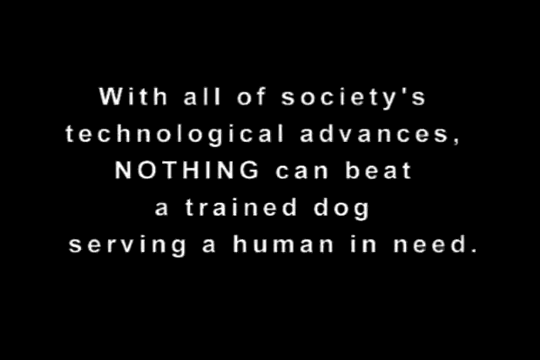 With all of society's
technological advances,
NOTHING can beat
a trained dog
serving a human in need.